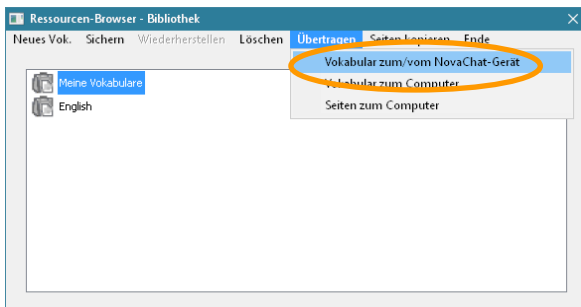 Ressourcen-Browser - Bibliothek
Neues Vok. Sichern Wiederherstellen Löschen Übertragen Seiten kopieren Ende
Vokabular zum/vom NovaChat-Gerät
Vokabular zum Computer
Seiten zum Computer
Meine Vokabulare
English